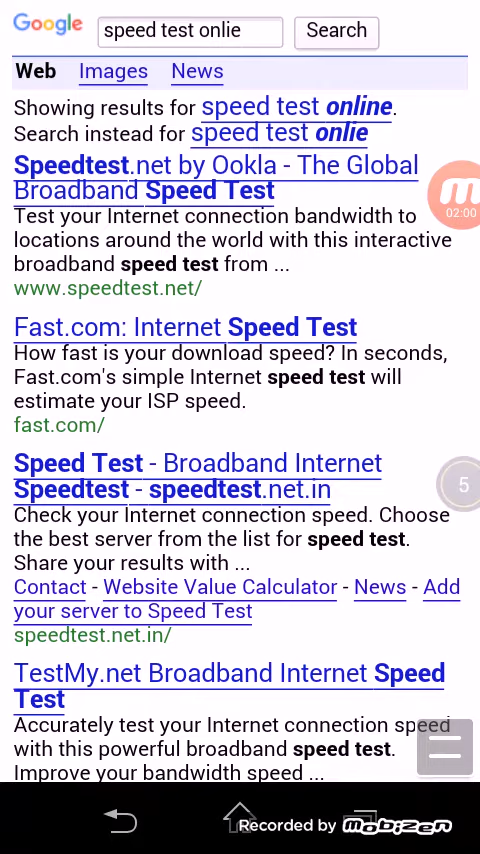 Google speed test onlie Search
Web Images News
Showing results for speed test online.
Search instead for speed test onlie
Speedtest.net by Ookla - The Global
Broadband Speed Test
Test your Internet connection bandwidth to
locations around the world with this interactive
broadband speed test from ...
www.speedtest.net/
02:00
Fast.com: Internet Speed Test
How fast is your download speed? In seconds,
Fast.com's simple Internet speed test will
estimate your ISP speed.
fast.com/
Speed Test - Broadband Internet
Speedtest - speedtest.net.in
5
Check your Internet connection speed. Choose
the best server from the list for speed test.
Share your results with ...
Contact - Website Value Calculator - News - Add
your server to Speed Test
speedtest.net.in/
TestMy.net Broadband Internet Speed
Test
Accurately test your Internet connection speed
with this powerful broadband speed test.
Improve your bandwidth speed ...
Recorded by mobizen